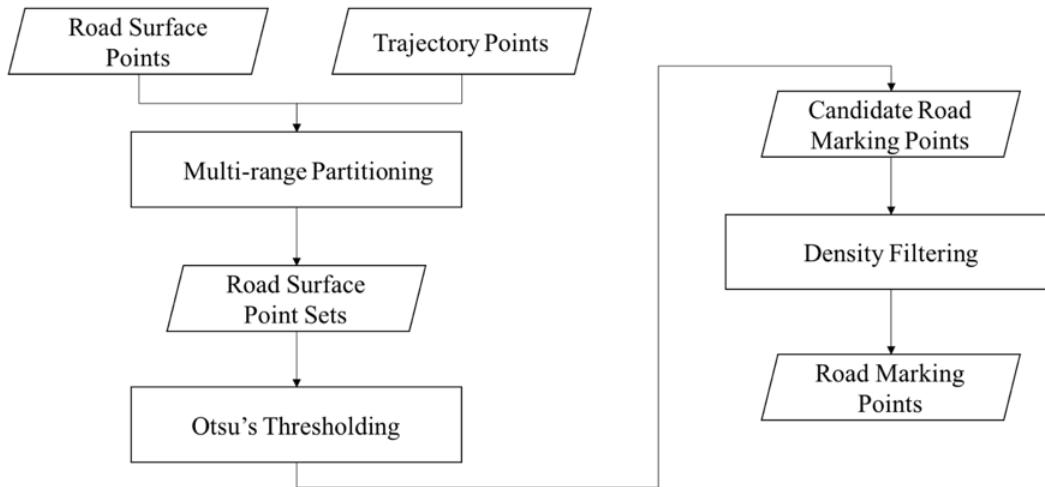 Road Surface
Points
Trajectory Points
Multi-range Partitioning
Road Surface
Point Sets
Otsu's Thresholding
Candidate Road
Marking Points
Density Filtering
Road Marking
Points